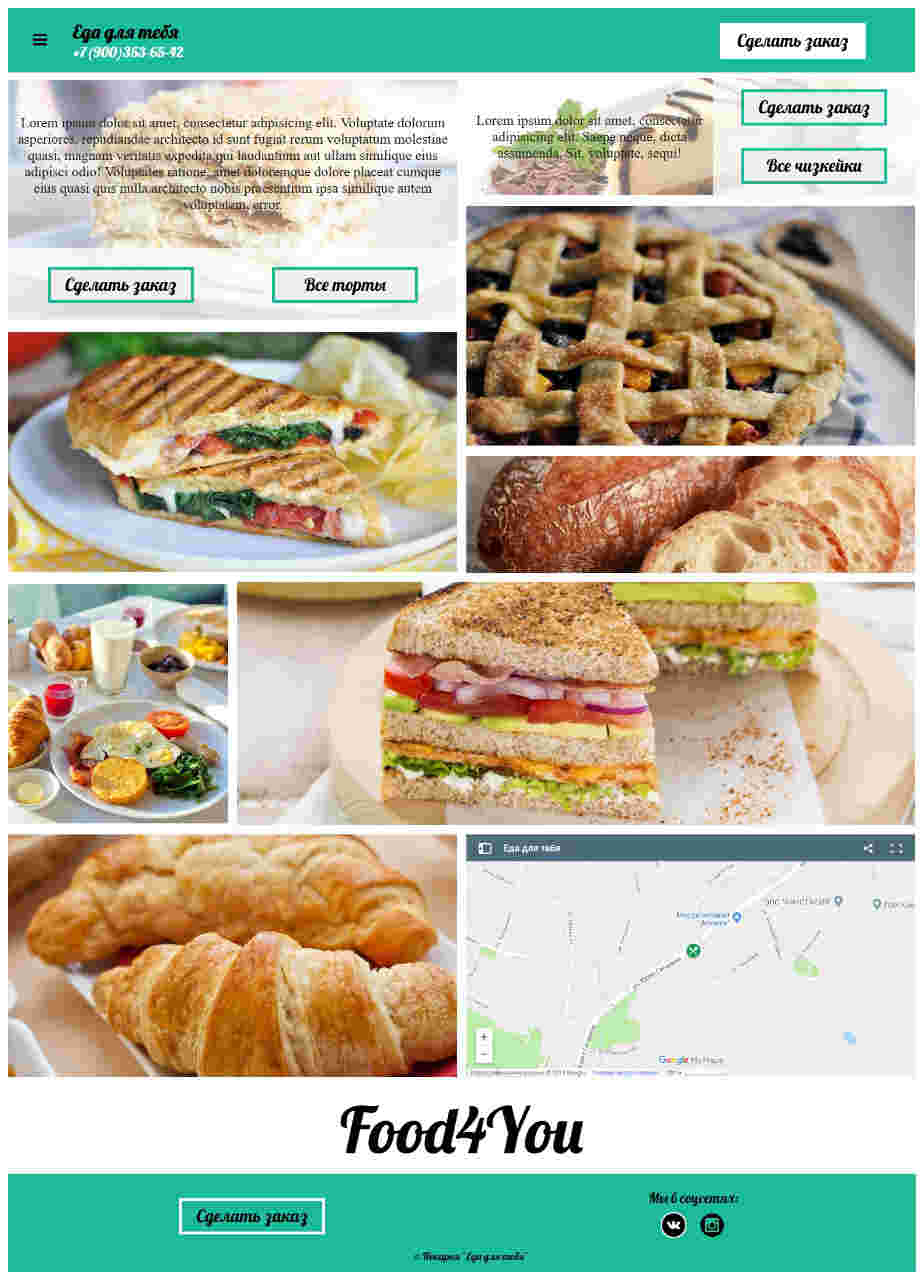 Еда для тебя
+7(900)363-65-42
Сделать заказ
Lorem ipsum dolor sit amet, consectetur adipisicing elit. Voluptate dolorum
asperiores, repudiandae architecto id sunt fugiat rerum voluptatum molestiae
quasi, magnam veritatis expedita qui laudantium aut ullam similique eius
adipisci odio! Voluptates ratione, amet doloremque dolore placeat cumque
eius quasi quis nulla architecto nobis praesentium ipsa similique autem
voluptatem, error.
Сделать заказ
Все торты
Lorem ipsum dolor sit amet, consectetur
adipisicing elit. Saepe neque, dicta
assumenda. Sit, voluptate, sequi!
Сделать заказ
Все чизкейки
Еда для тебя
Google My Maps
Food4You
Сделать заказ
Мы в соцсетях:
© Пекарня "Еда для тебя"